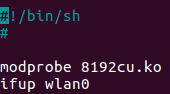 #!/bin/sh
#
modprobe 8192cu.ko
ifup wlan0